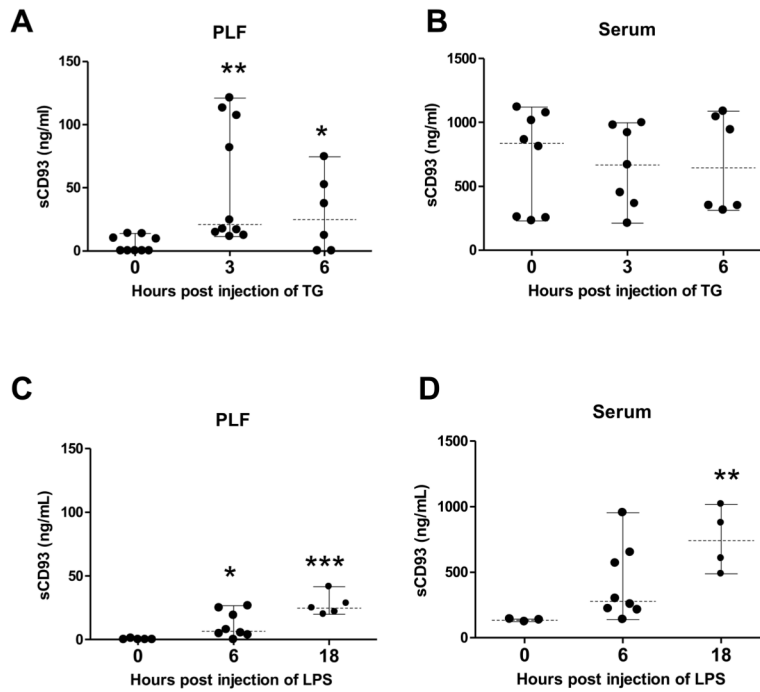 A
PLF
sCD93 (ng/ml)
150
100
50
0
**
*
0 3 6
Hours post injection of TG
B
Serum
sCD93 (ng/ml)
1500
1000
500
0
0 3 6
Hours post injection of TG
C
PLF
sCD93 (ng/mL)
150
100
50
0
*
***
0 6 18
Hours post injection of LPS
D
Serum
sCD93 (ng/mL)
1500
1000
500
0
**
0 6 18
Hours post injection of LPS